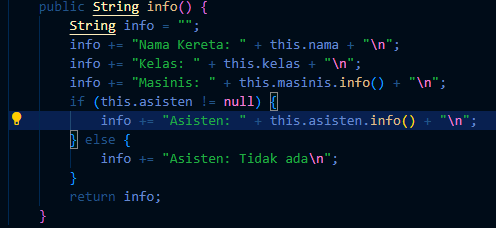 public String info() {
String info = "";
info += "Nama Kereta: " + this.nama + "\n";
info += "Kelas: " + this.kelas + "\n";
info += "Masinis: " + this.masinis.info() + "\n";
if (this.asisten != null) {
info += "Asisten: " + this.asisten.info() + "\n";
} else {
info += "Asisten: Tidak ada\n";
}
return info;
}